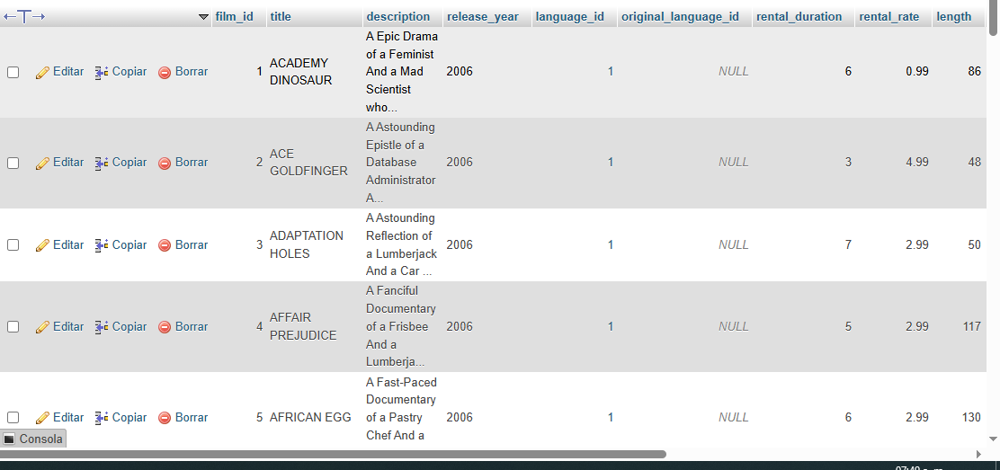 film_id title description release_year language_id original_language_id rental_duration rental_rate length
Editar Copiar Borrar 1 ACADEMY DINOSAUR A Epic Drama of a Feminist And a Mad Scientist who... 2006 1 NULL 6 0.99 86
Editar Copiar Borrar 2 ACE GOLDFINGER A Astounding Epistle of a Database Administrator A... 2006 1 NULL 3 4.99 48
Editar Copiar Borrar 3 ADAPTATION HOLES A Astounding Reflection of a Lumberjack And a Car ... 2006 1 NULL 7 2.99 50
Editar Copiar Borrar 4 AFFAIR PREJUDICE A Fanciful Documentary of a Frisbee And a Lumberja... 2006 1 NULL 5 2.99 117
Editar Copiar Borrar 5 AFRICAN EGG A Fast-Paced Documentary of a Pastry Chef And a 2006 1 NULL 6 2.99 130
Consola